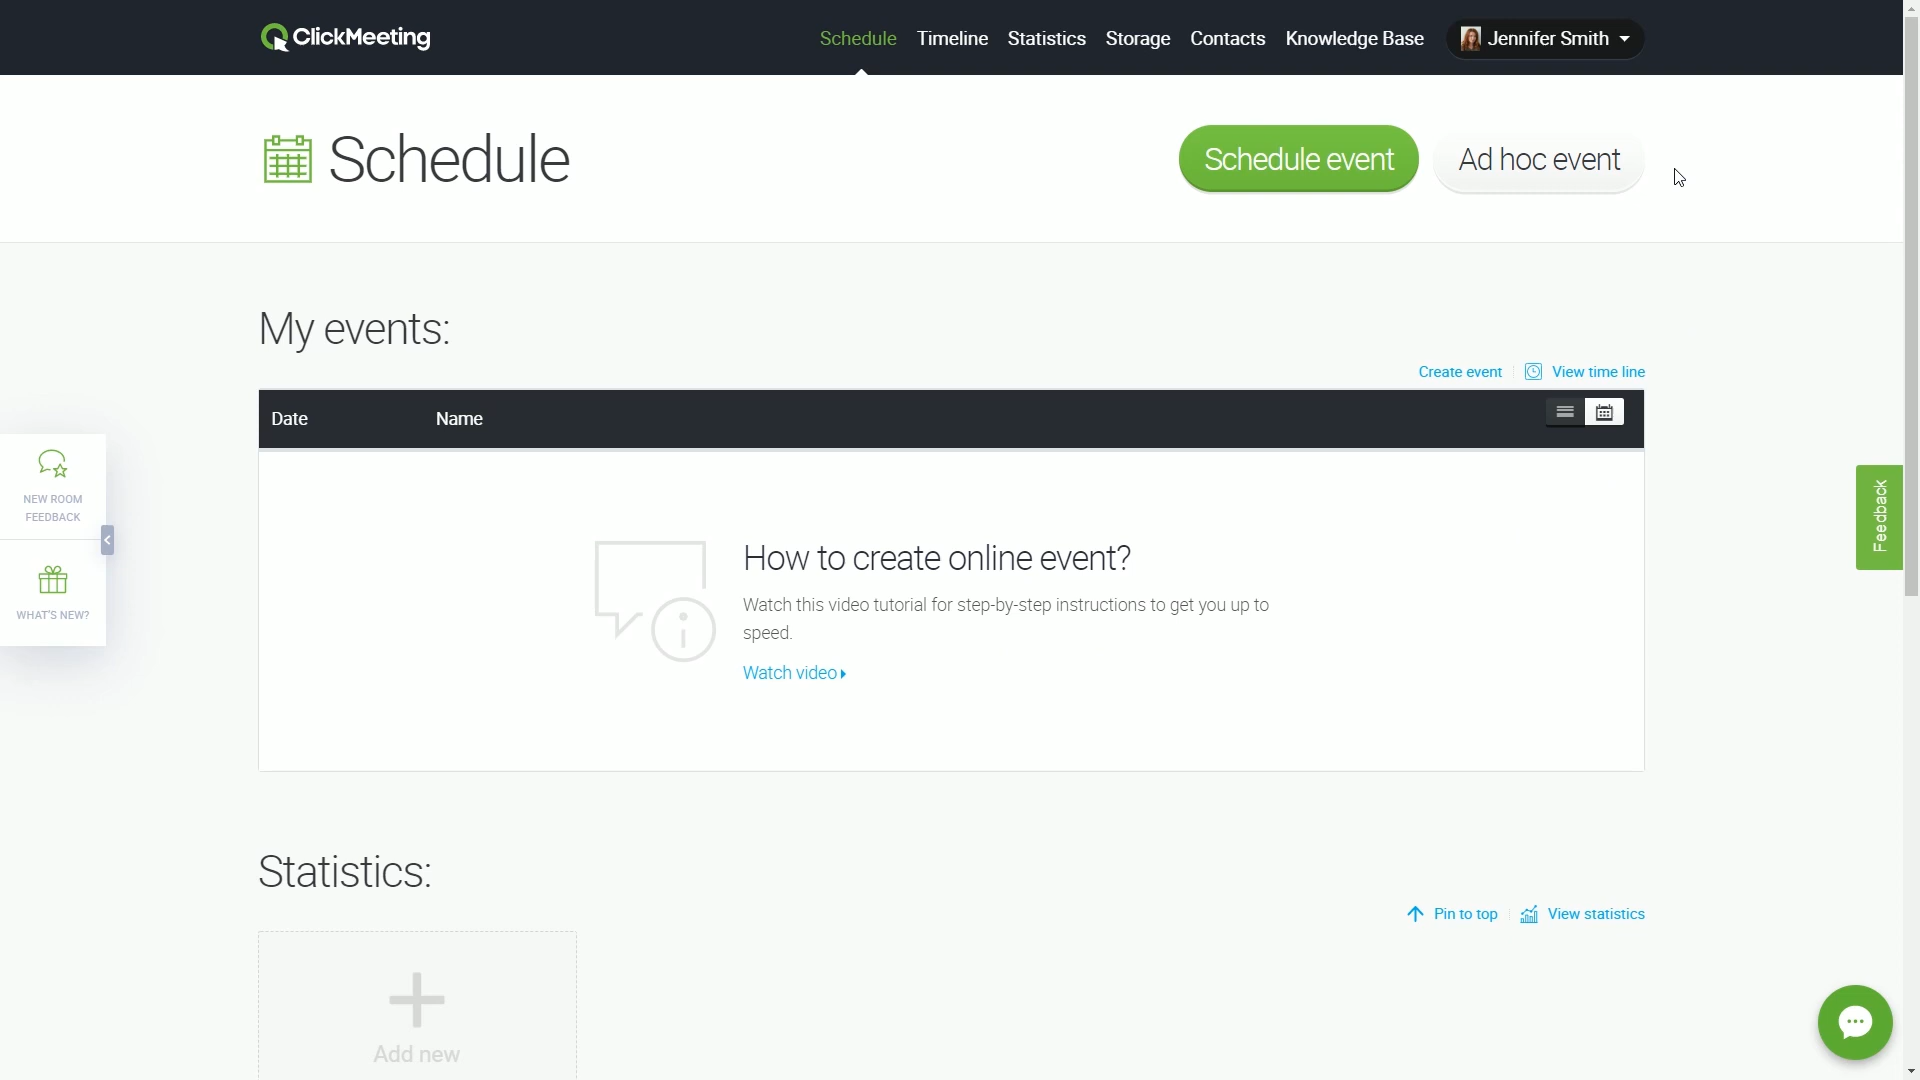 ClickMeeting
Schedule Timeline Statistics Storage Contacts Knowledge Base Jennifer Smith
Schedule
Schedule event
Ad hoc event
My events:
Create event
View time line
Date Name
NEW ROOM
FEEDBACK
WHAT'S NEW?
Feedback
How to create online event?
Watch this video tutorial for step-by-step instructions to get you up to
speed.
Watch video
Statistics:
Pin to top
View statistics
Add new